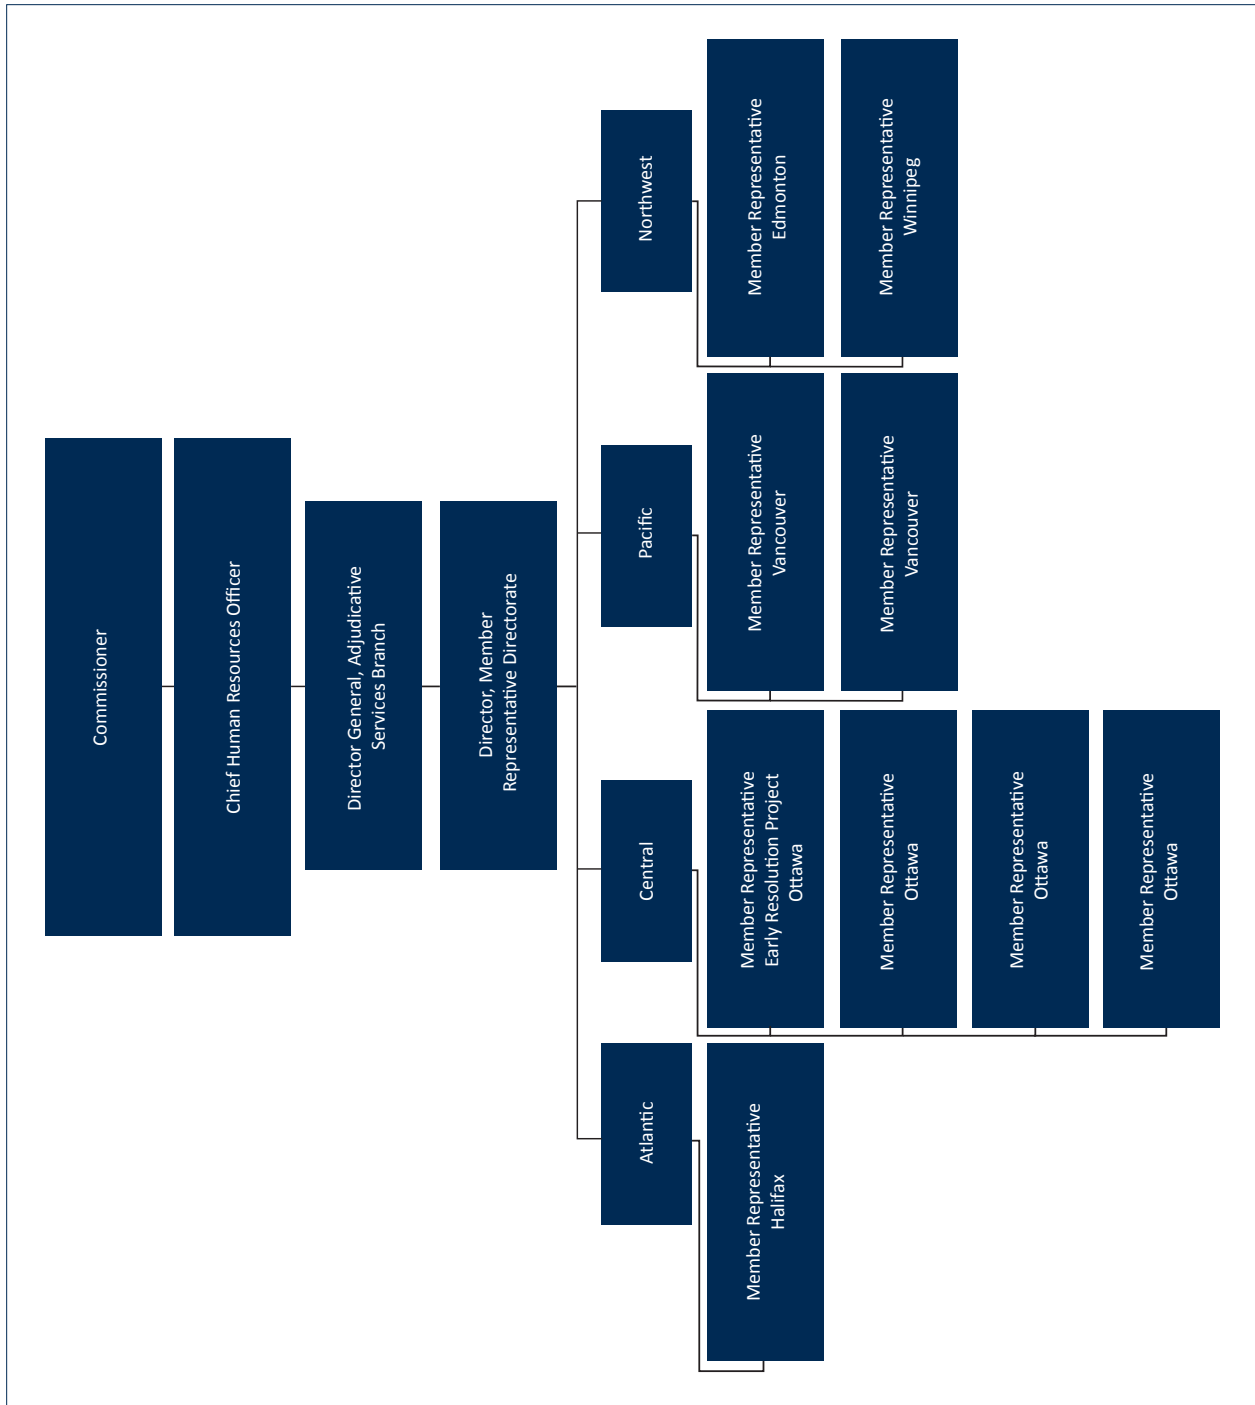 Commissioner
Chief Human Resources Officer
Director General, Adjudicative
Services Branch
Director, Member
Representative Directorate
Atlantic
Member Representative
Halifax
Central
Member Representative
Early Resolution Project
Ottawa
Member Representative
Ottawa
Member Representative
Ottawa
Member Representative
Ottawa
Pacific
Member Representative
Vancouver
Member Representative
Vancouver
Northwest
Member Representative
Edmonton
Member Representative
Winnipeg